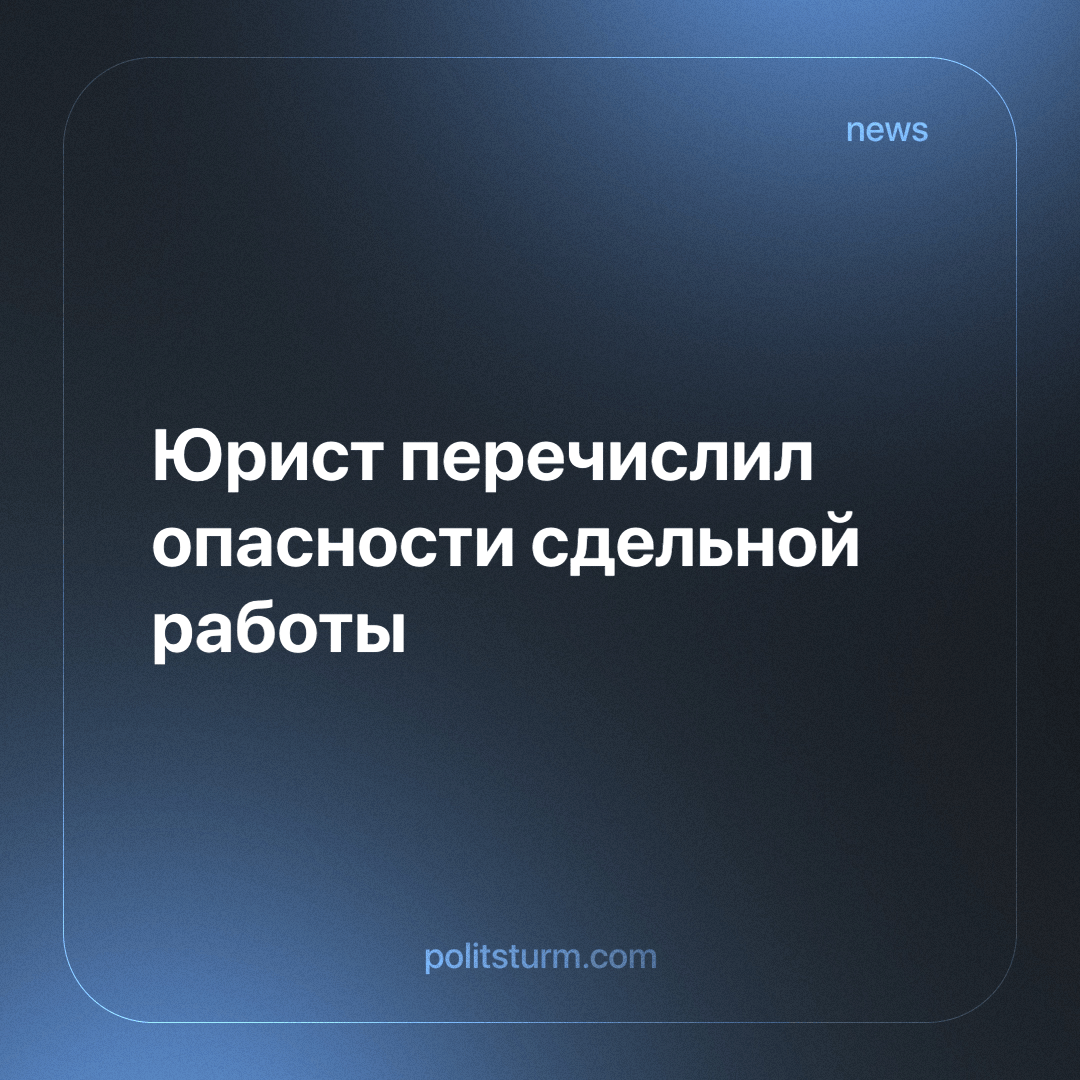 news
Юрист перечислил
опасности сдельной
работы
politsturm.com